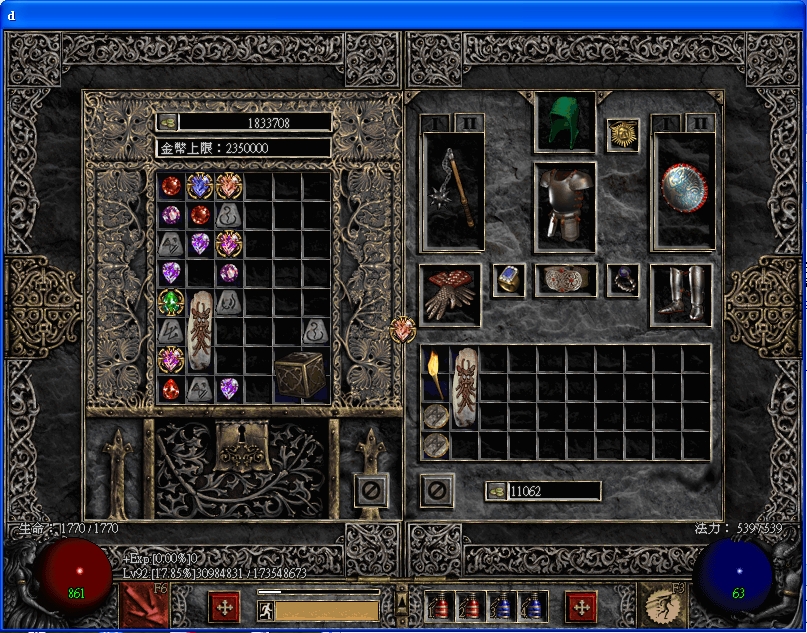 d
1833708
金幣上限：2350000
II
II
11062
生命： 1770 / 1770
法力： 539/539
+Exp:[0.00%]0
Lv92:[17.85%]30984831 / 173548673
861
F6
F3
63